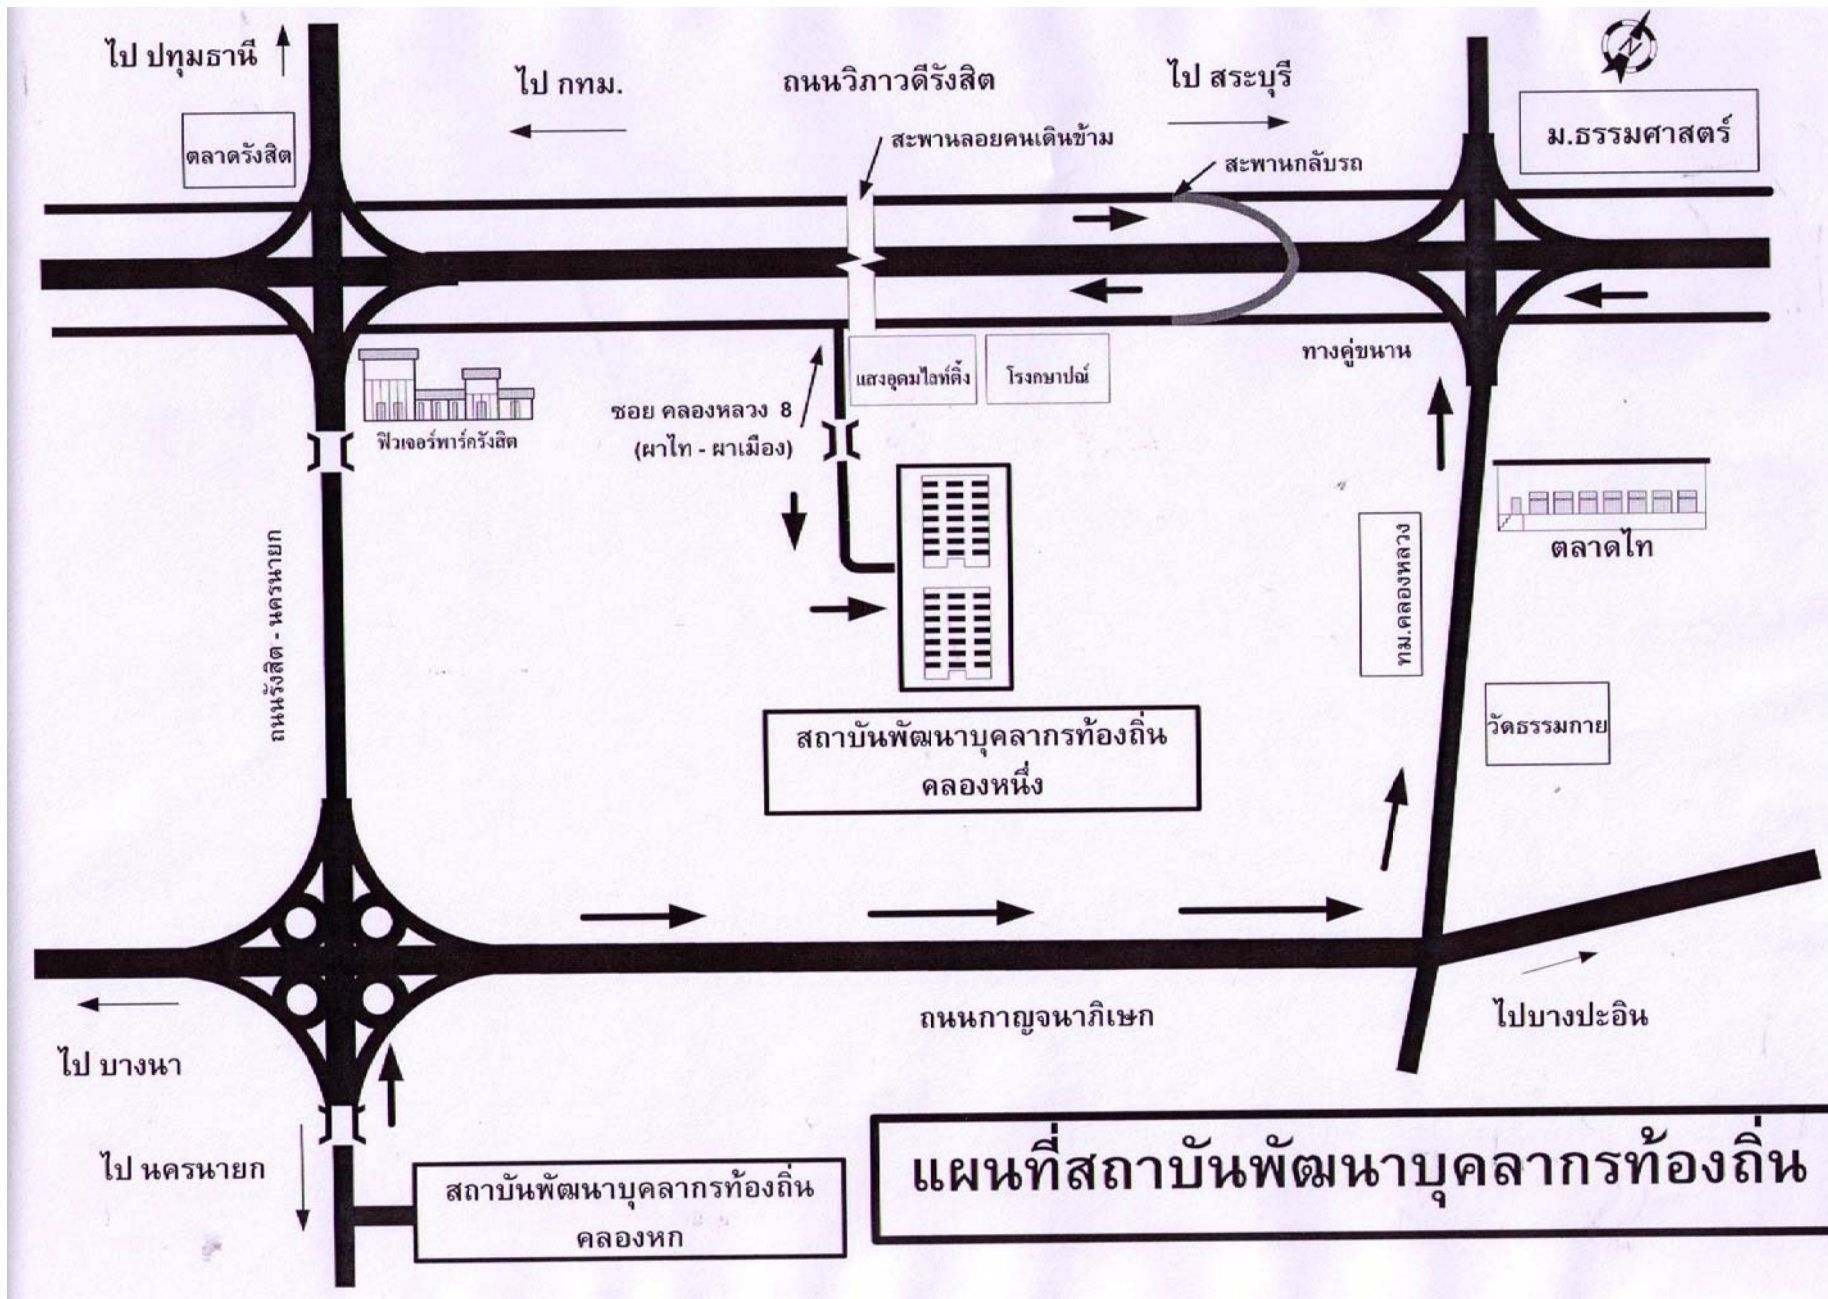 ไป ปทุมธานี
ไป กทม.
ถนนวิภาวดีรังสิต
ไป สระบุรี
N
สะพานลอยคนเดินข้าม
ม.ธรรมศาสตร์
ตลาดรังสิต
สะพานกลับรถ
ทางคู่ขนาน
แสงอุดมไลท์ติ้ง
โรงกษาปณ์
ซอย คลองหลวง 8
(ผาไท - ผาเมือง)
ฟิวเจอร์พาร์กรังสิต
ถนนรังสิต - นครนายก
ทม.คลองหลวง
ตลาดไท
วัดธรรมกาย
สถาบันพัฒนาบุคลากรท้องถิ่น
คลองหนึ่ง
ถนนกาญจนาภิเษก
ไปบางปะอิน
ไป บางนา
ไป นครนายก
สถาบันพัฒนาบุคลากรท้องถิ่น
คลองหก
แผนที่สถาบันพัฒนาบุคลากรท้องถิ่น